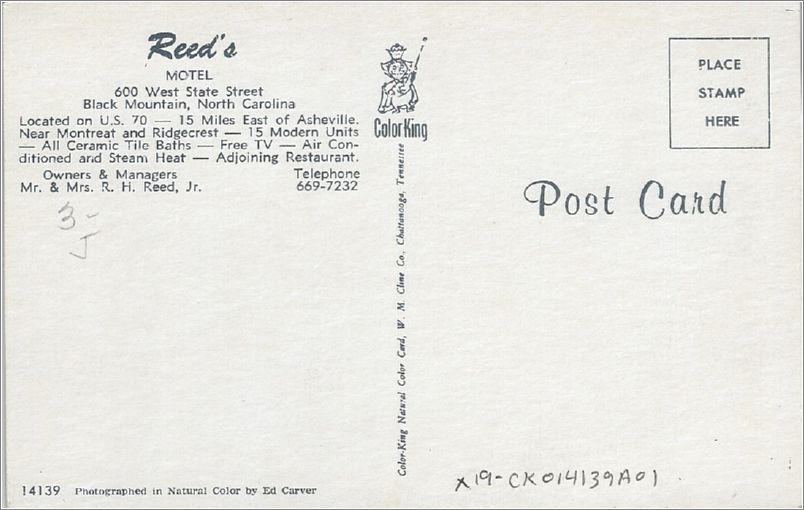 Reed's
MOTEL
600 West State Street
Black Mountain, North Carolina
Located on U.S. 70 — 15 Miles East of Asheville.
Near Montreat and Ridgecrest — 15 Modern Units
— All Ceramic Tile Baths — Free TV — Air Con-
ditioned and Steam Heat — Adjoining Restaurant.
Owners & Managers Telephone
Mr. & Mrs. R. H. Reed, Jr. 669-7232
3-
J
14139 Photographed in Natural Color by Ed Carver
ColorKing
Color-King Natural Color Card, W. M. Cline Co., Chattanooga, Tennessee
PLACE
STAMP
HERE
Post Card
x19-CK014139A01